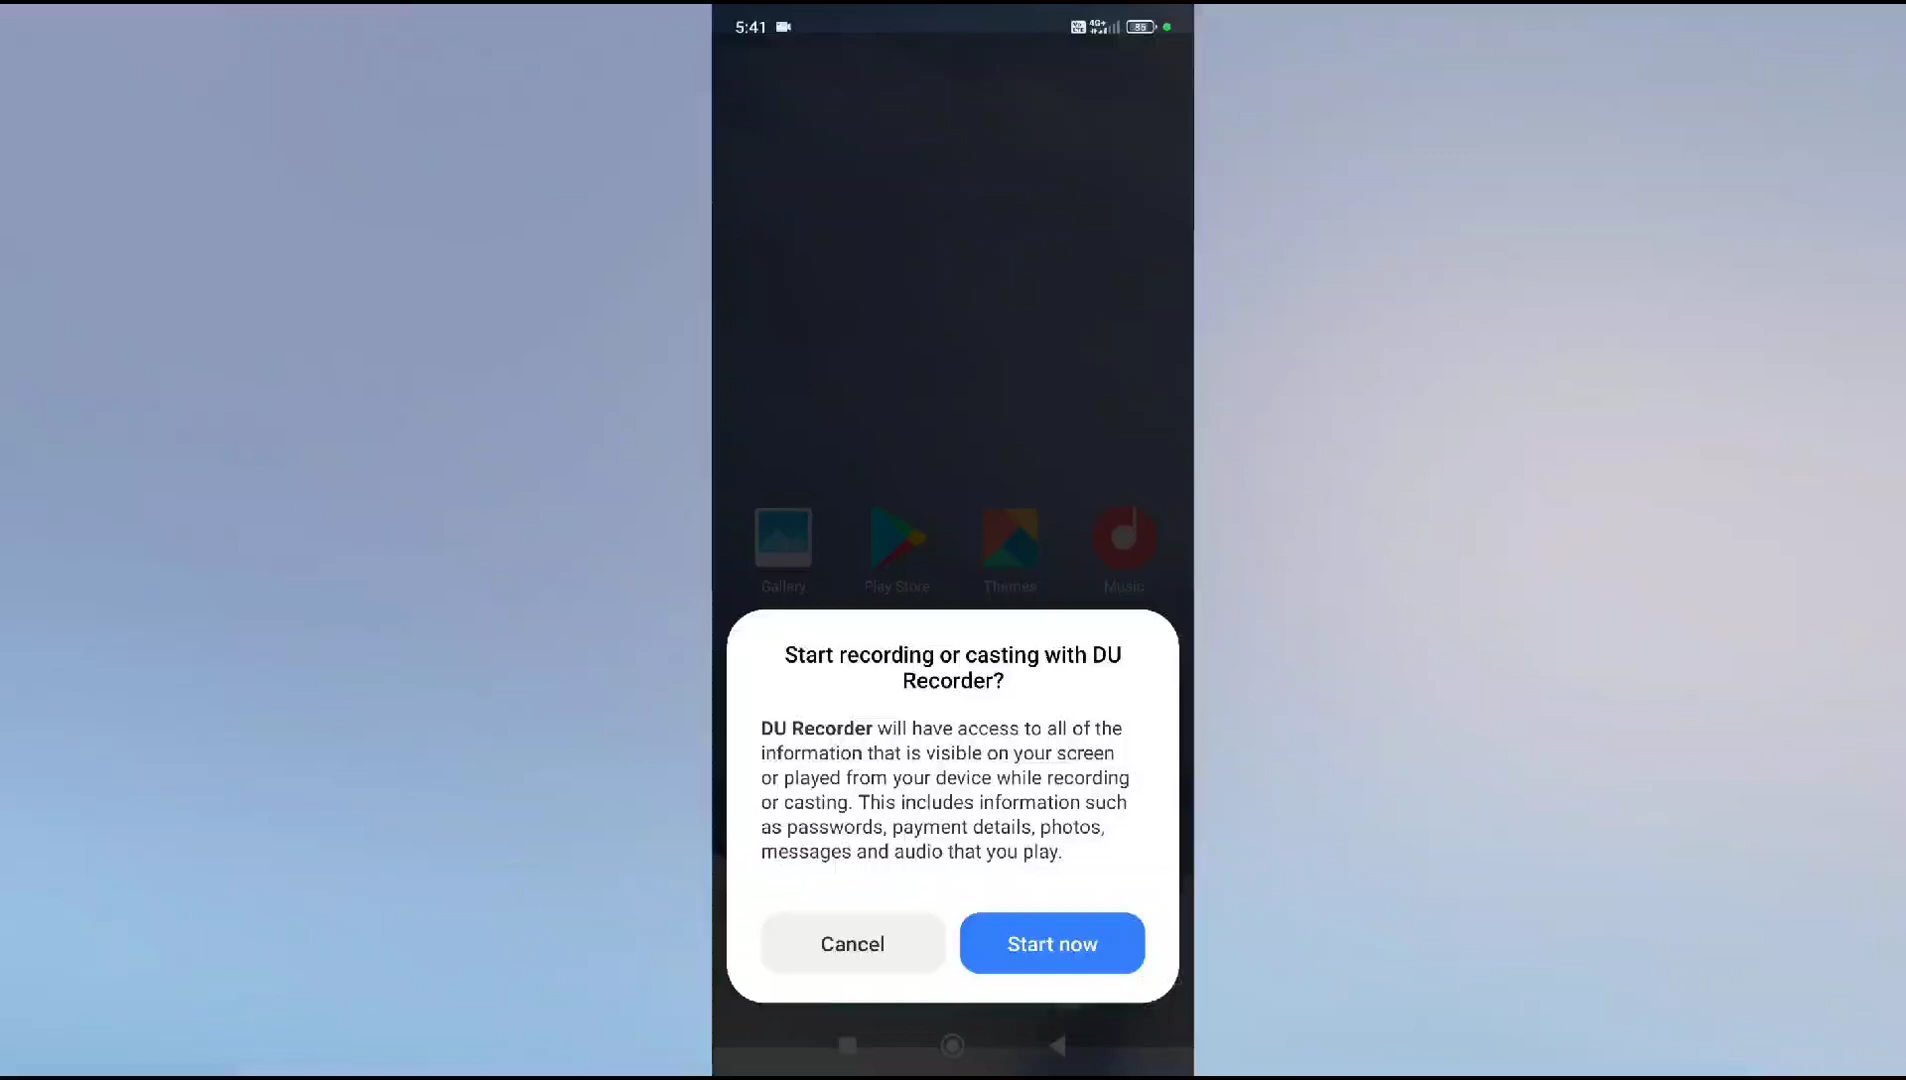 5:41
4G+
85
Gallery
Play Store
Themes
Music
Start recording or casting with DU
Recorder?
DU Recorder will have access to all of the
information that is visible on your screen
or played from your device while recording
or casting. This includes information such
as passwords, payment details, photos,
messages and audio that you play.
Cancel
Start now